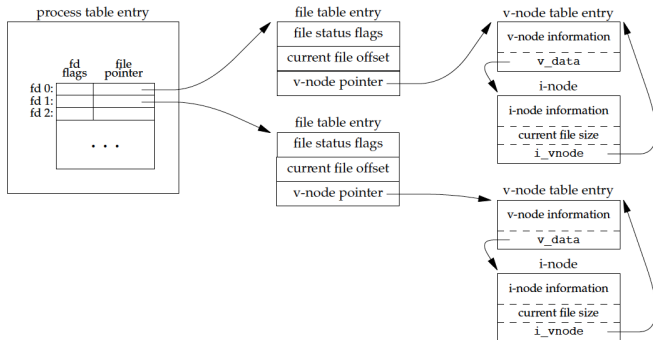 process table entry
fd flags
file pointer
fd 0:
fd 1:
fd 2:
• • •
file table entry
file status flags
current file offset
v-node pointer
file table entry
file status flags
current file offset
v-node pointer
v-node table entry
v-node information
v_data
i-node
i-node information
current file size
i_vnode
v-node table entry
v-node information
v_data
i-node
i-node information
current file size
i_vnode